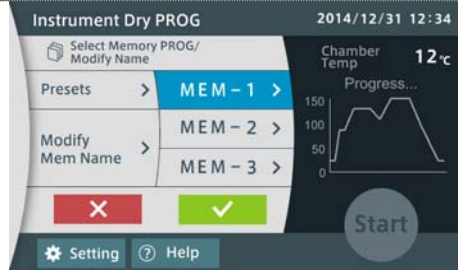 Instrument Dry PROG
2014/12/31 12:34
Select Memory PROG/
Modify Name
Presets >
MEM-1 >
MEM-2 >
Modify
Mem Name >
MEM-3 >
Setting
? Help
Chamber
Temp
12℃
Progress...
150
100
50
0
Start